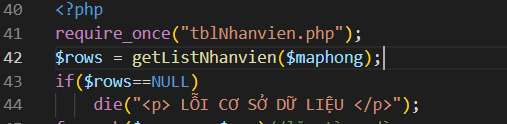 40 <?php
41 require_once("tblNhanvien.php");
42 $rows = getListNhanvien($maphong);
43 if($rows==NULL)
44 die("<p> LỖI CƠ SỞ DỮ LIỆU </p>");